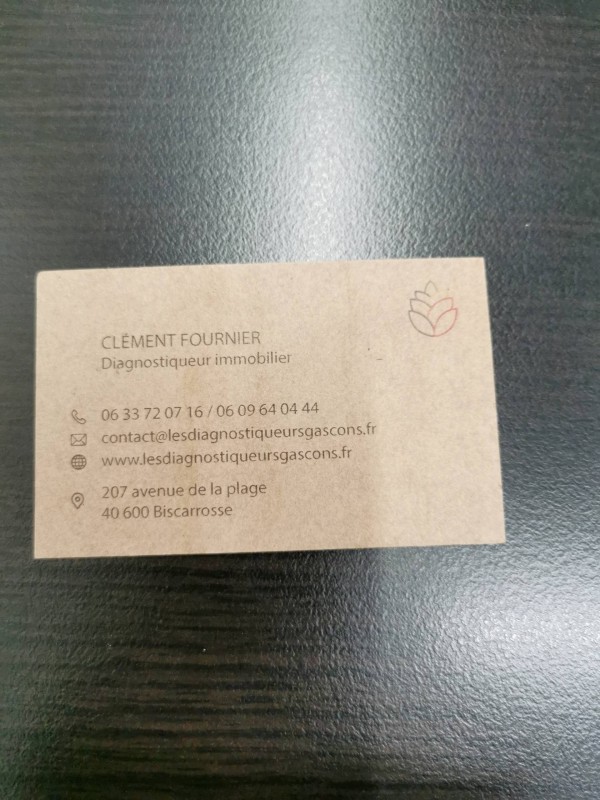 CLÉMENT FOURNIER
Diagnostiqueur immobilier
06 33 72 07 16 / 06 09 64 04 44
contact@lesdiagnostiqueursgascons.fr
www.lesdiagnostiqueursgascons.fr
207 avenue de la plage
40 600 Biscarrosse